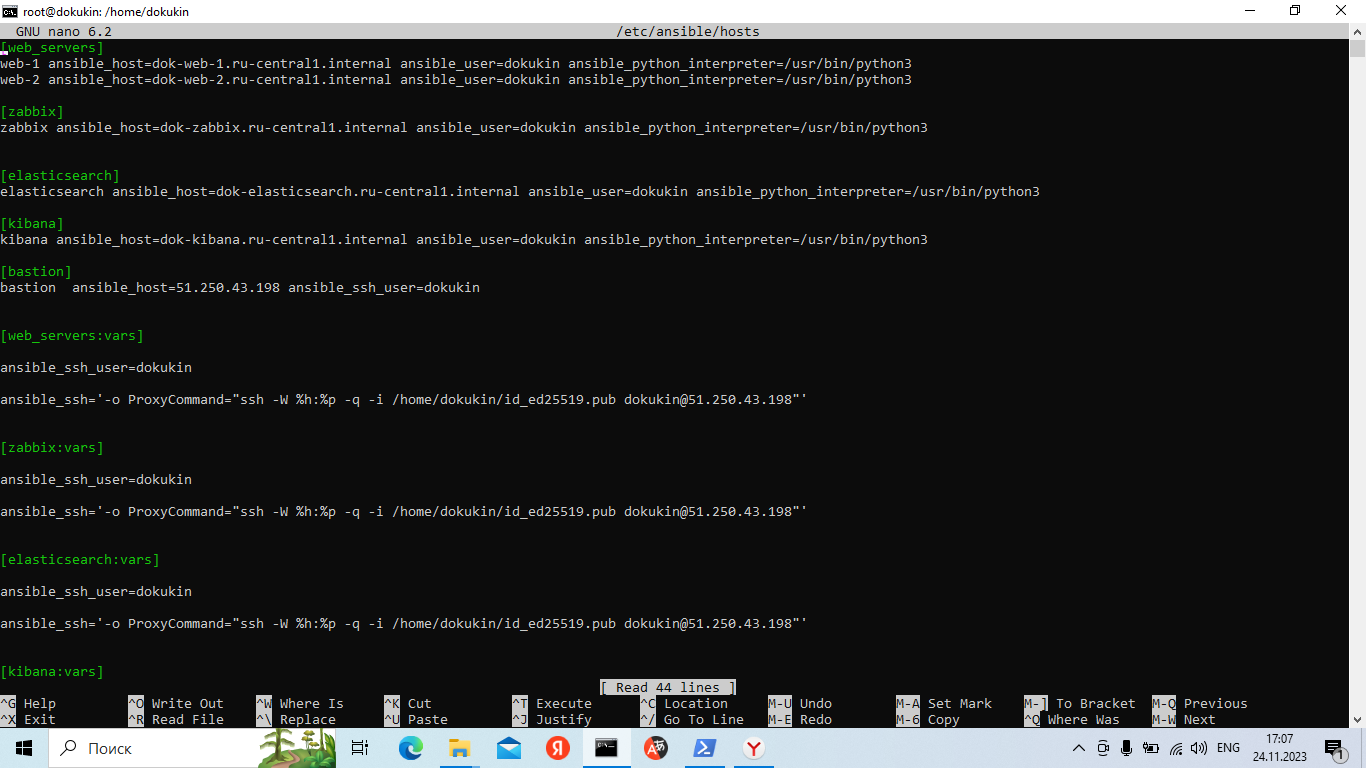 root@dokukin: /home/dokukin
GNU nano 6.2 /etc/ansible/hosts
[web_servers]
web-1 ansible_host=dok-web-1.ru-central1.internal ansible_user=dokukin ansible_python_interpreter=/usr/bin/python3
web-2 ansible_host=dok-web-2.ru-central1.internal ansible_user=dokukin ansible_python_interpreter=/usr/bin/python3
[zabbix]
zabbix ansible_host=dok-zabbix.ru-central1.internal ansible_user=dokukin ansible_python_interpreter=/usr/bin/python3
[elasticsearch]
elasticsearch ansible_host=dok-elasticsearch.ru-central1.internal ansible_user=dokukin ansible_python_interpreter=/usr/bin/python3
[kibana]
kibana ansible_host=dok-kibana.ru-central1.internal ansible_user=dokukin ansible_python_interpreter=/usr/bin/python3
[bastion]
bastion  ansible_host=51.250.43.198 ansible_ssh_user=dokukin
[web_servers:vars]
ansible_ssh_user=dokukin
ansible_ssh='-o ProxyCommand="ssh -W %h:%p -q -i /home/dokukin/id_ed25519.pub dokukin@51.250.43.198"'
[zabbix:vars]
ansible_ssh_user=dokukin
ansible_ssh='-o ProxyCommand="ssh -W %h:%p -q -i /home/dokukin/id_ed25519.pub dokukin@51.250.43.198"'
[elasticsearch:vars]
ansible_ssh_user=dokukin
ansible_ssh='-o ProxyCommand="ssh -W %h:%p -q -i /home/dokukin/id_ed25519.pub dokukin@51.250.43.198"'
[kibana:vars]
[ Read 44 lines ]
^G Help ^O Write Out ^W Where Is ^K Cut ^T Execute ^C Location M-U Undo M-A Set Mark M-] To Bracket M-Q Previous
^X Exit ^R Read File ^\ Replace ^U Paste ^J Justify ^/ Go To Line M-E Redo M-6 Copy ^Q Where Was M-W Next
Поиск
ENG
17:07
24.11.2023
1